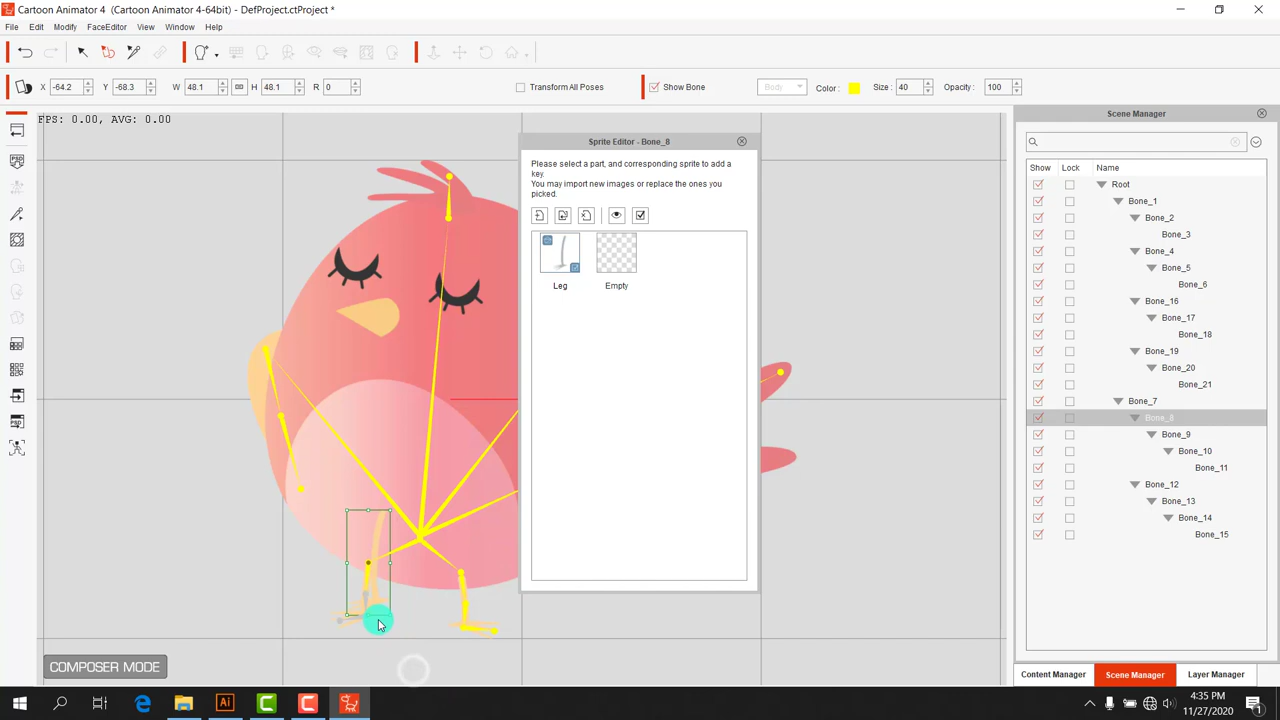 Cartoon Animator 4 (Cartoon Animator 4-64bit) - DefProject.ctProject *
File Edit Modify FaceEditor View Window Help
X -64.2 Y -68.3 W 48.1 H 48.1 R 0 Transform All Poses Show Bone Body Color : Size : 40 Opacity : 100
FPS: 0.00, AVG: 0.00
Scene Manager
Sprite Editor - Bone_8
Please select a part, and corresponding sprite to add a
key.
You may import new images or replace the ones you
picked.
Leg Empty
Show Lock Name
Root
Bone_1
Bone_2
Bone_3
Bone_4
Bone_5
Bone_6
Bone_16
Bone_17
Bone_18
Bone_19
Bone_20
Bone_21
Bone_7
Bone_8
Bone_9
Bone_10
Bone_11
Bone_12
Bone_13
Bone_14
Bone_15
COMPOSER MODE
Content Manager Scene Manager Layer Manager
4:35 PM
11/27/2020